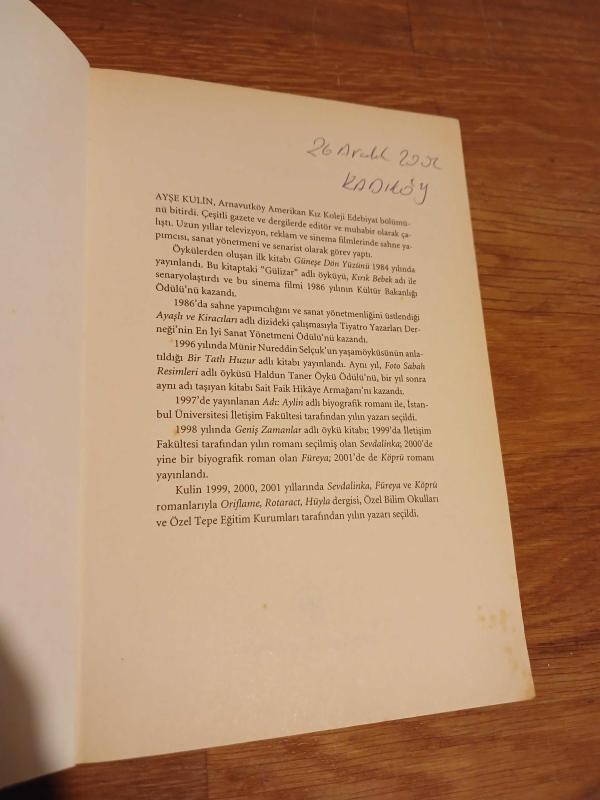 26 Aralık 2002
KADIKÖY
AYŞE KULİN, Arnavutköy Amerikan Kız Koleji Edebiyat bölümü-
nü bitirdi. Çeşitli gazete ve dergilerde editör ve muhabir olarak ça-
lıştı. Uzun yıllar televizyon, reklam ve sinema filmlerinde sahne ya-
pımcısı, sanat yönetmeni ve senarist olarak görev yaptı.
Öykülerden oluşan ilk kitabı Güneşe Dön Yüzünü 1984 yılında
yayınlandı. Bu kitaptaki "Gülizar" adlı öyküyü, Kırık Bebek adı ile
senaryolaştırdı ve bu sinema filmi 1986 yılının Kültür Bakanlığı
Ödülü'nü kazandı.
1986'da sahne yapımcılığını ve sanat yönetmenliğini üstlendiği
Ayaşlı ve Kiracıları adlı dizideki çalışmasıyla Tiyatro Yazarları Der-
neği'nin En İyi Sanat Yönetmeni Ödülü'nü kazandı.
1996 yılında Münir Nureddin Selçuk'un yaşamöyküsünün anla-
tıldığı Bir Tatlı Huzur adlı kitabı yayınlandı. Aynı yıl, Foto Sabah
Resimleri adlı öyküsü Haldun Taner Öykü Ödülü'nü, bir yıl sonra
aynı adı taşıyan kitabı Sait Faik Hikâye Armağanı'nı kazandı.
1997'de yayınlanan Adı: Aylin adlı biyografik romanı ile, İstan-
bul Üniversitesi İletişim Fakültesi tarafından yılın yazarı seçildi.
1998 yılında Geniş Zamanlar adlı öykü kitabı; 1999'da İletişim
Fakültesi tarafından yılın romanı seçilmiş olan Sevdalinka; 2000'de
yine bir biyografik roman olan Füreya; 2001'de de Köprü romanı
yayınlandı.
Kulin 1999, 2000, 2001 yıllarında Sevdalinka, Füreya ve Köprü
romanlarıyla Oriflame, Rotaract, Hüyla dergisi, Özel Bilim Okulları
ve Özel Tepe Eğitim Kurumları tarafından yılın yazarı seçildi.